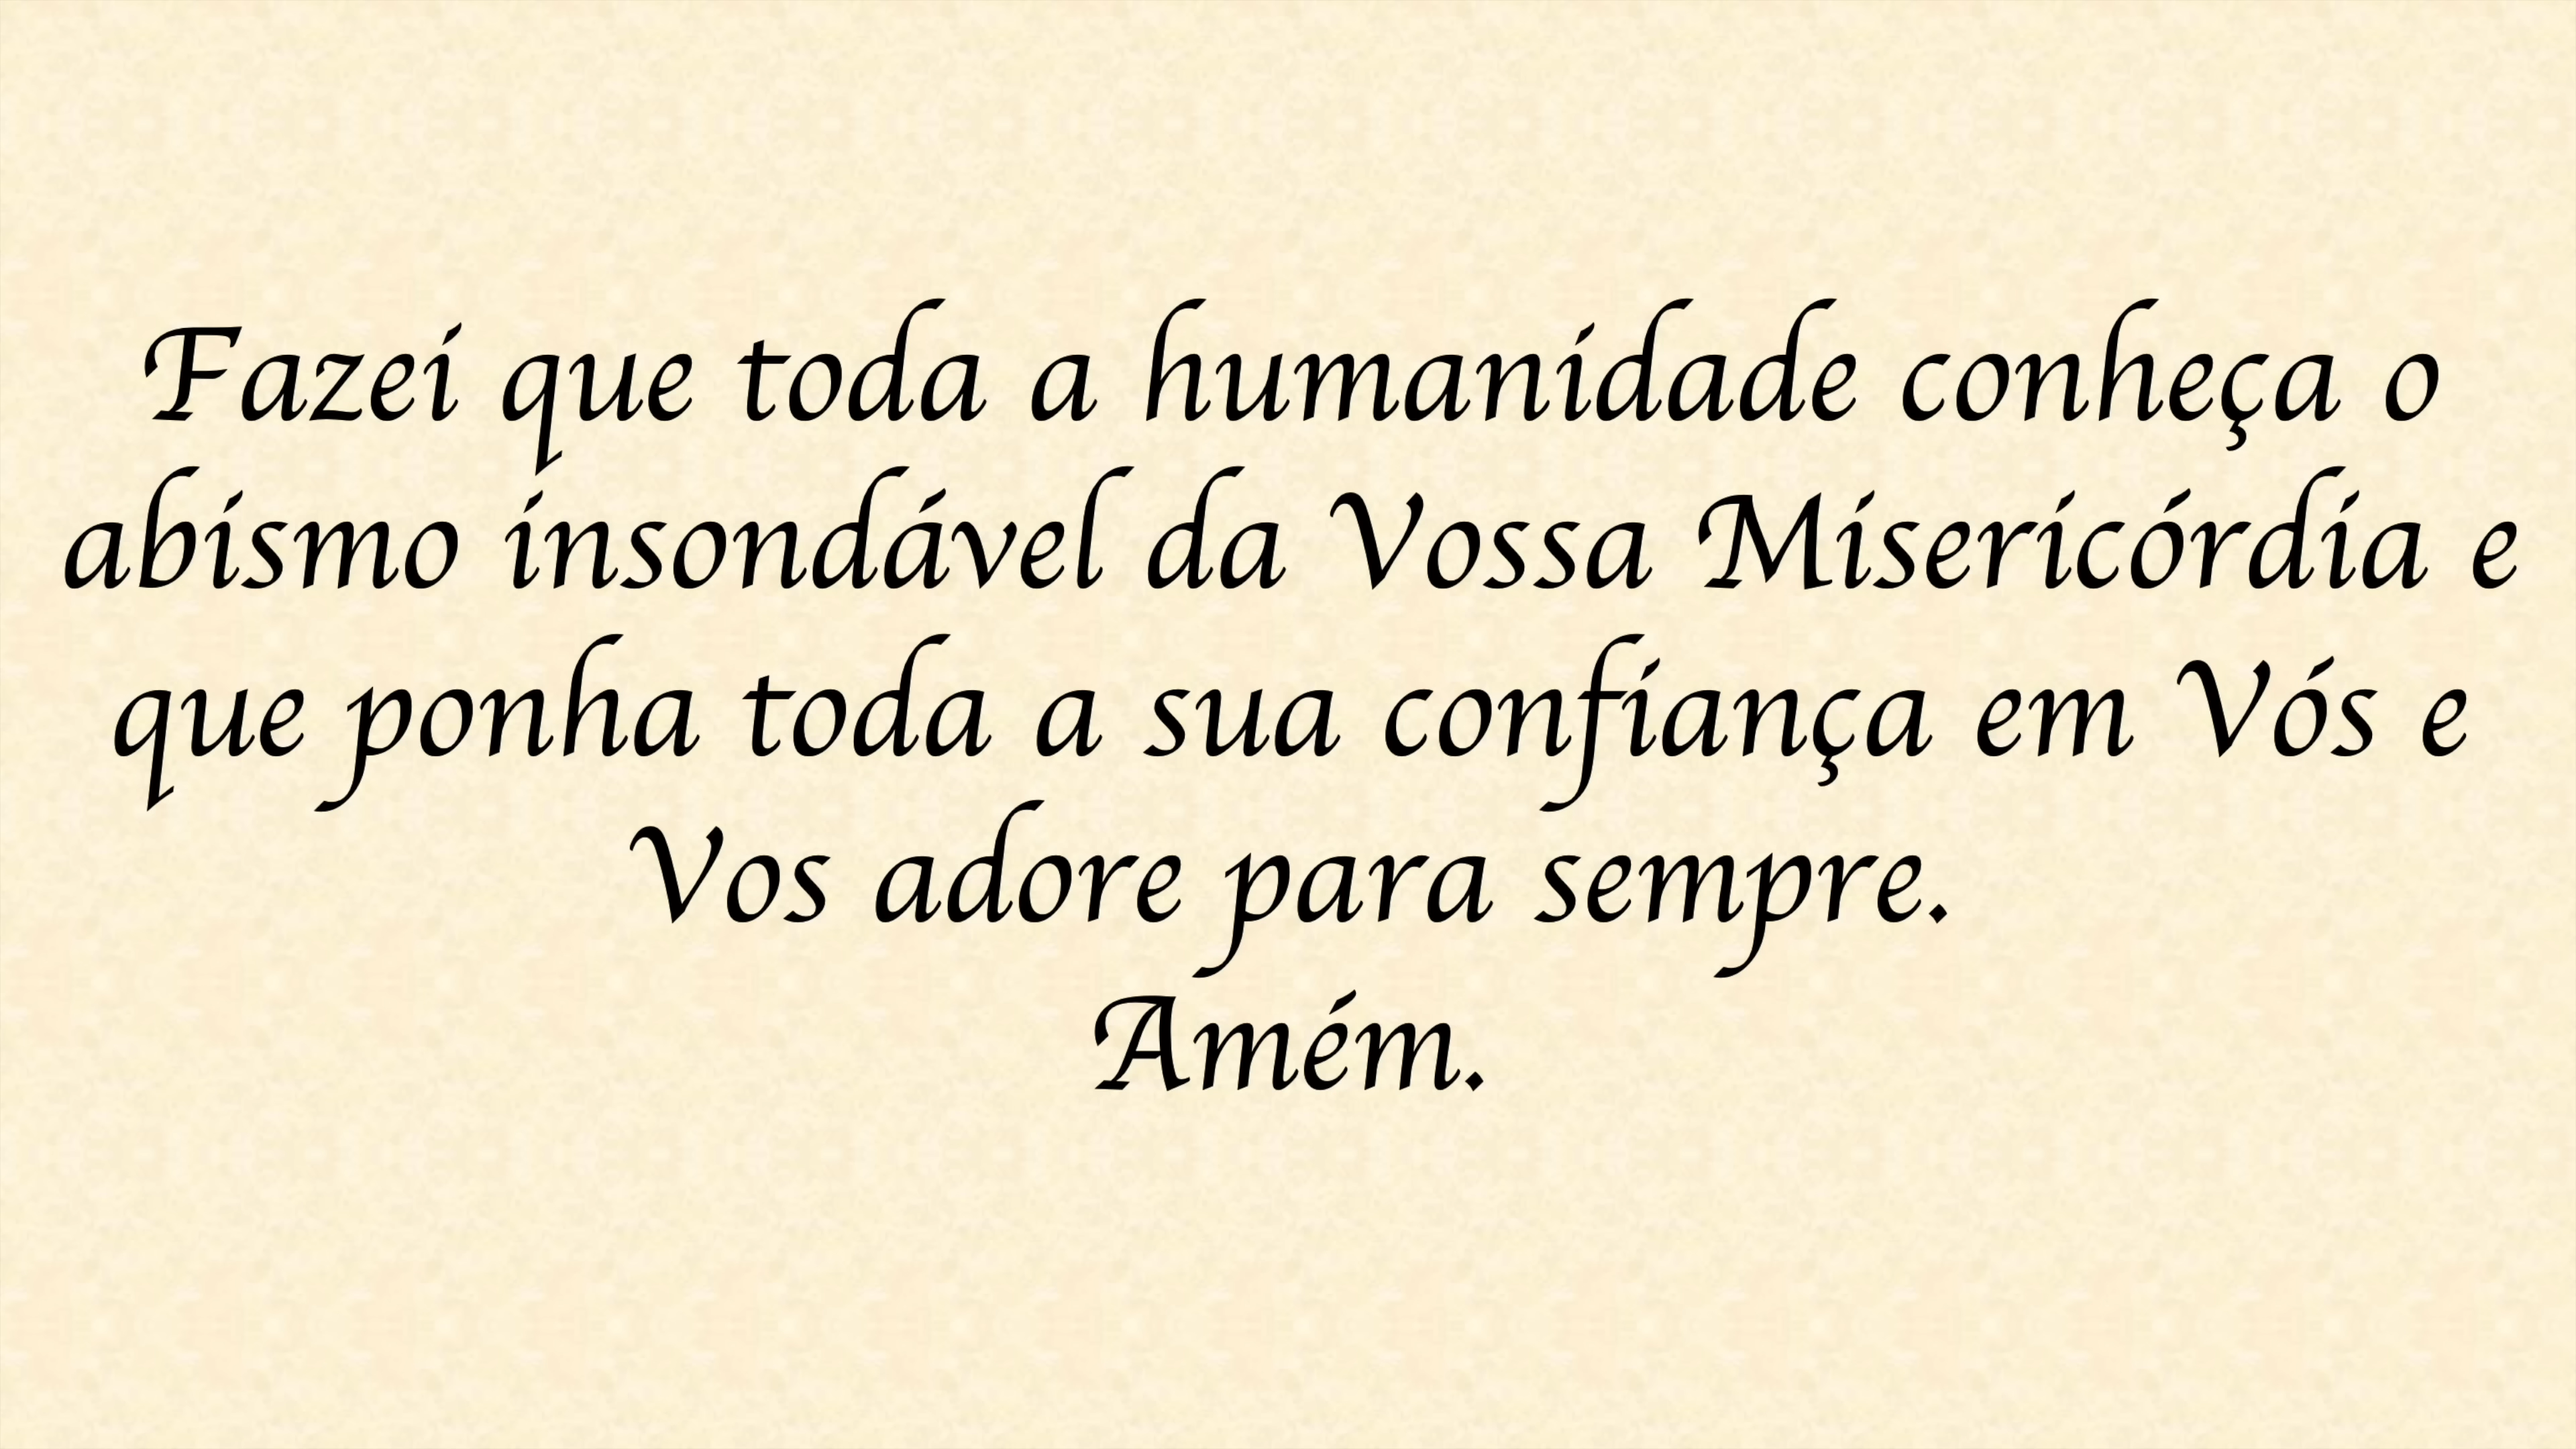 Fazei que toda a humanidade conheça o
abismo insondável da Vossa Misericórdia e
que ponha toda a sua confiança em Vós e
Vos adore para sempre.
Amém.